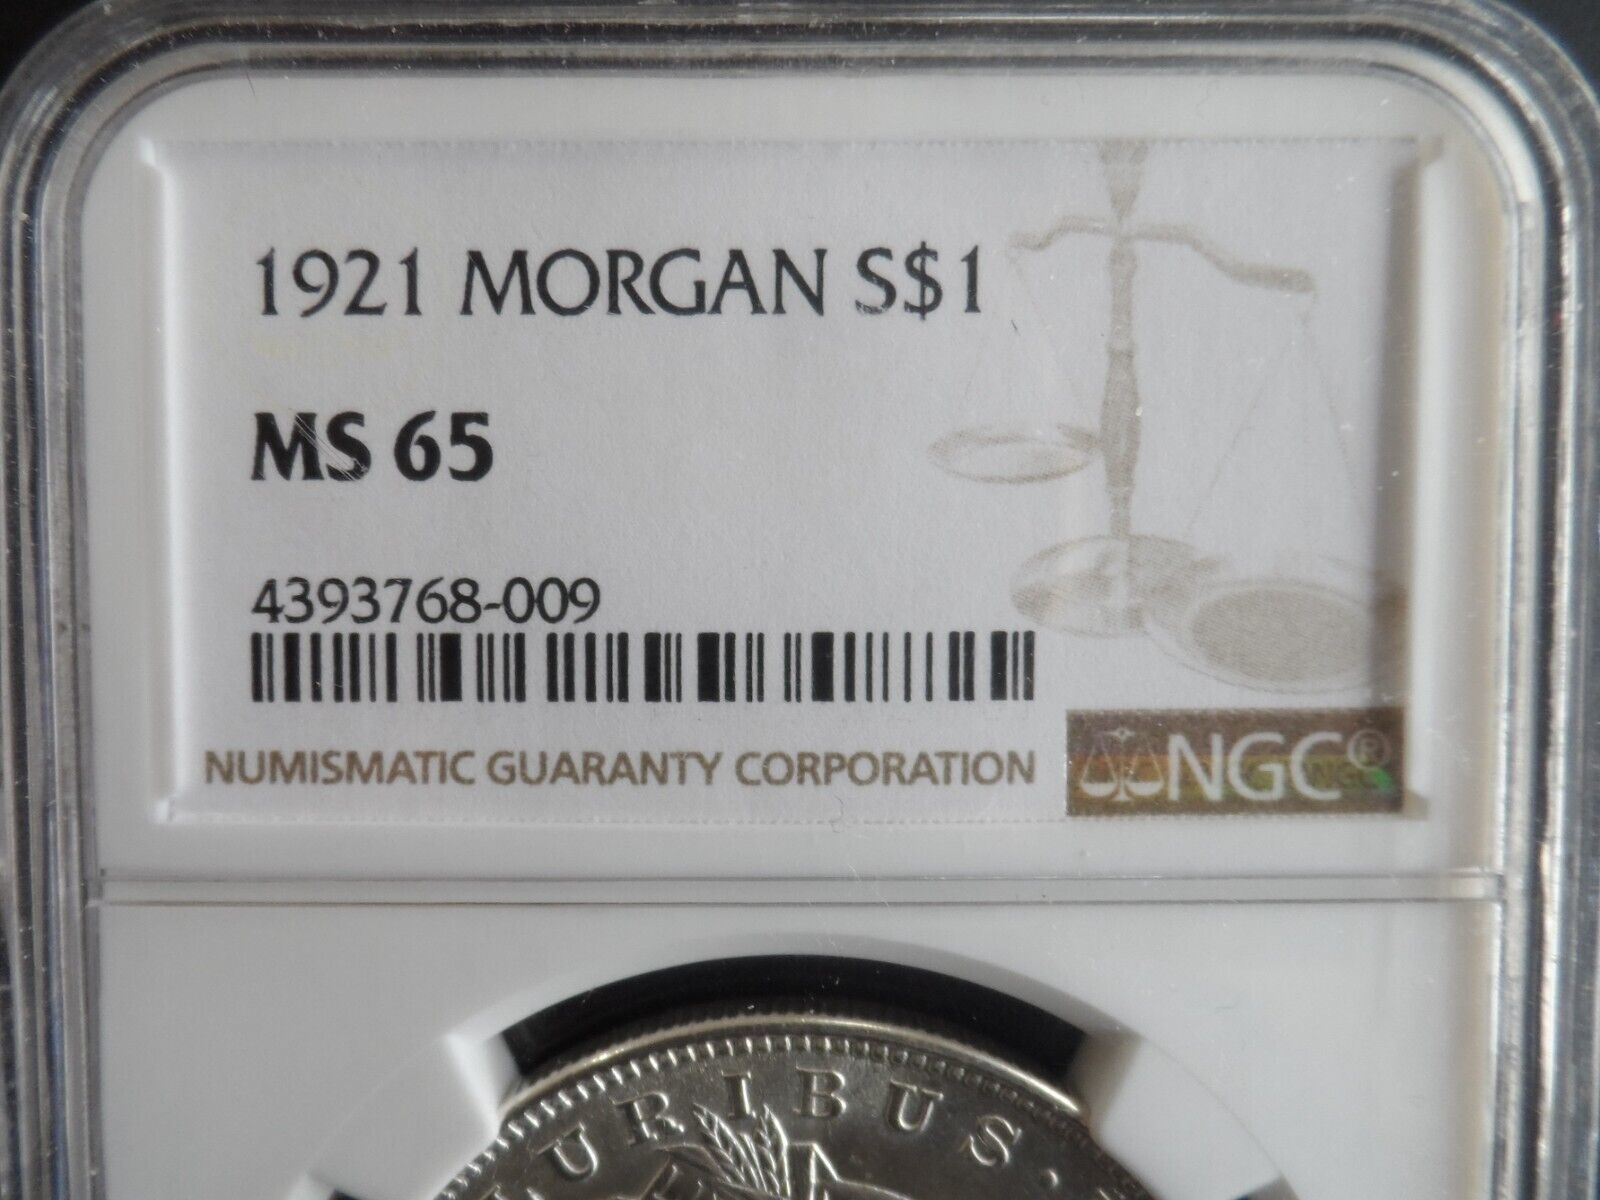 1921 MORGAN S$1
MS 65
4393768-009
NUMISMATIC GUARANTY CORPORATION
NGC®
URIBUS.